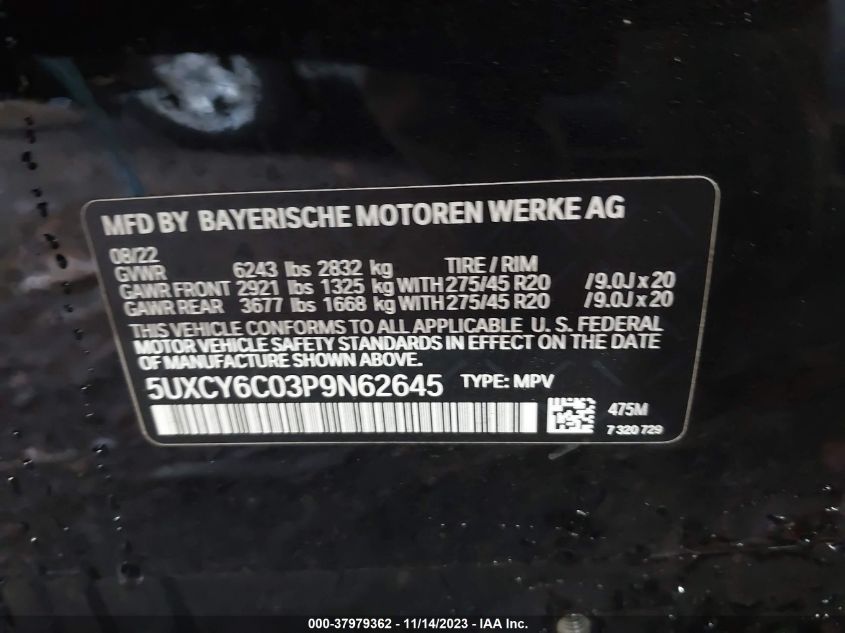 MFD BY BAYERISCHE MOTOREN WERKE AG
08/22
GVWR 6243 lbs 2832 kg TIRE / RIM
GAWR FRONT 2921 lbs 1325 kg WITH 275/45 R20 /9.0J x 20
GAWR REAR 3677 lbs 1668 kg WITH 275/45 R20 /9.0J x 20
THIS VEHICLE CONFORMS TO ALL APPLICABLE U. S. FEDERAL
MOTOR VEHICLE SAFETY STANDARDS IN EFFECT ON THE DATE
OF MANUFACTURE SHOWN ABOVE.
5UXCY6C03P9N62645 TYPE: MPV
475M
7 320 729
000-37979362 - 11/14/2023 - IAA Inc.